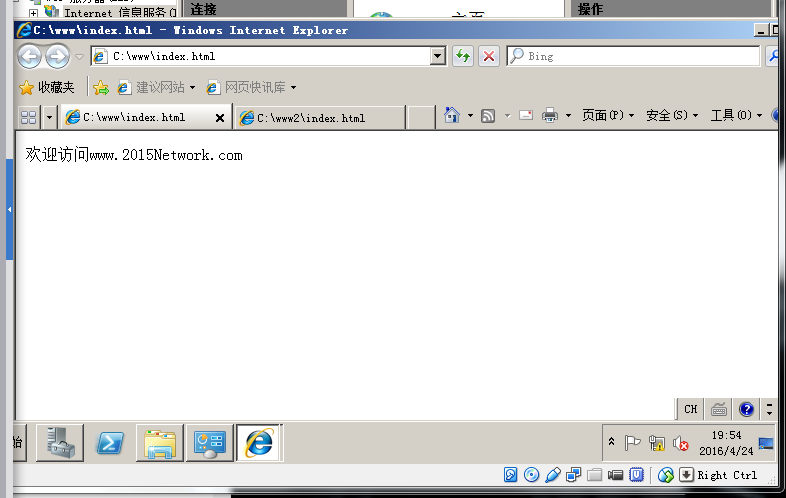 连接
操作
Internet 信息服务(I
C:\www\index.html - Windows Internet Explorer
C:\www\index.html
Bing
收藏夹
建议网站
网页快讯库
C:\www\index.html
C:\www2\index.html
页面(P)
安全(S)
工具(O)
欢迎访问www.2015Network.com
CH
始
19:54
2016/4/24
Right Ctrl